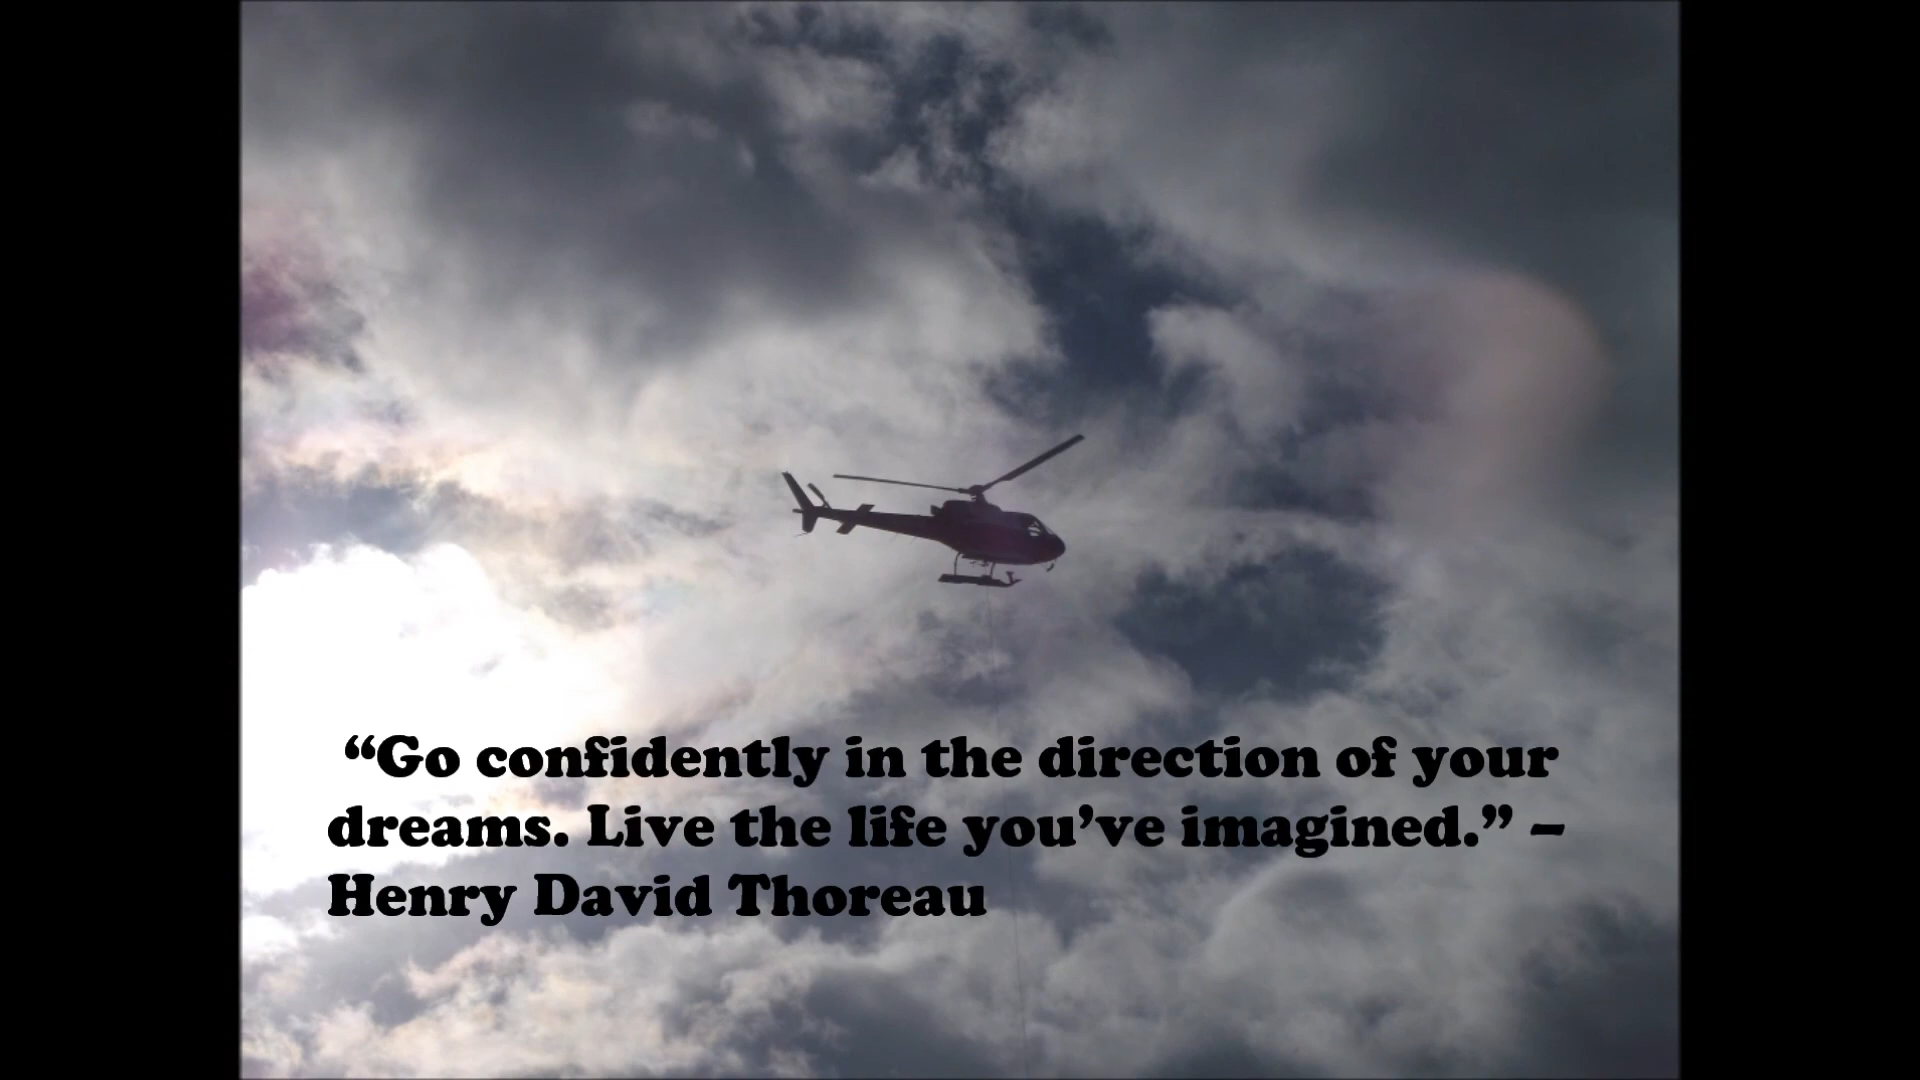 “Go confidently in the direction of your
dreams. Live the life you’ve imagined.” –
Henry David Thoreau